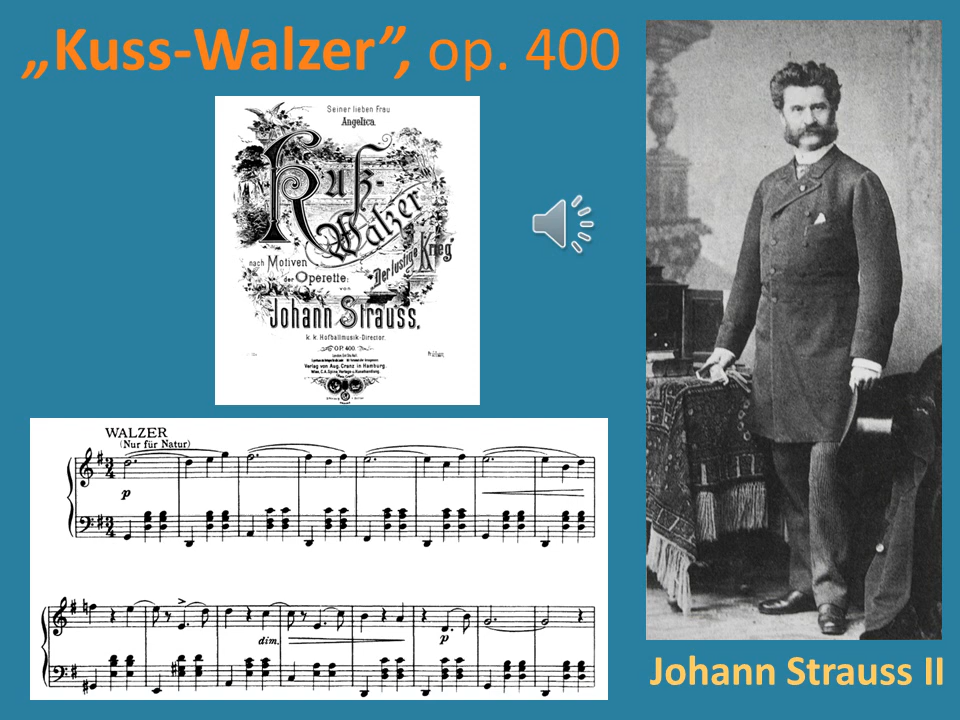 „Kuss-Walzer”, op. 400
Seiner lieben Frau
Angelica.
Kuß-
Walzer
nach Motiven
der Operette:
Der lustige Krieg
von
Johann Strauss,
k. k. Hofballmusik-Director.
OP. 400.
Verlag von Aug. Cranz in Hamburg.
WALZER
(Nur für Natur)
p
dim.
p
Johann Strauss II